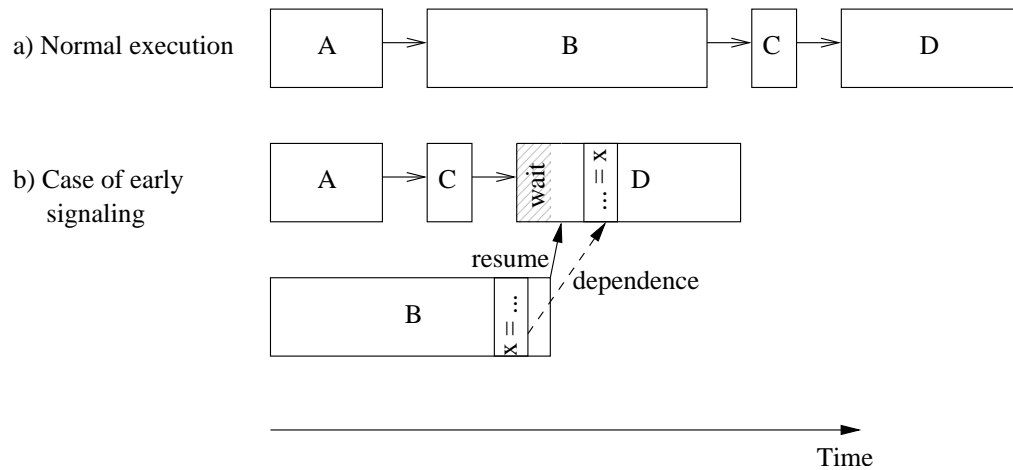 a) Normal execution
A
B
C
D
b) Case of early
signaling
A
C
wait
... = x
D
resume
dependence
B
x = ...
Time